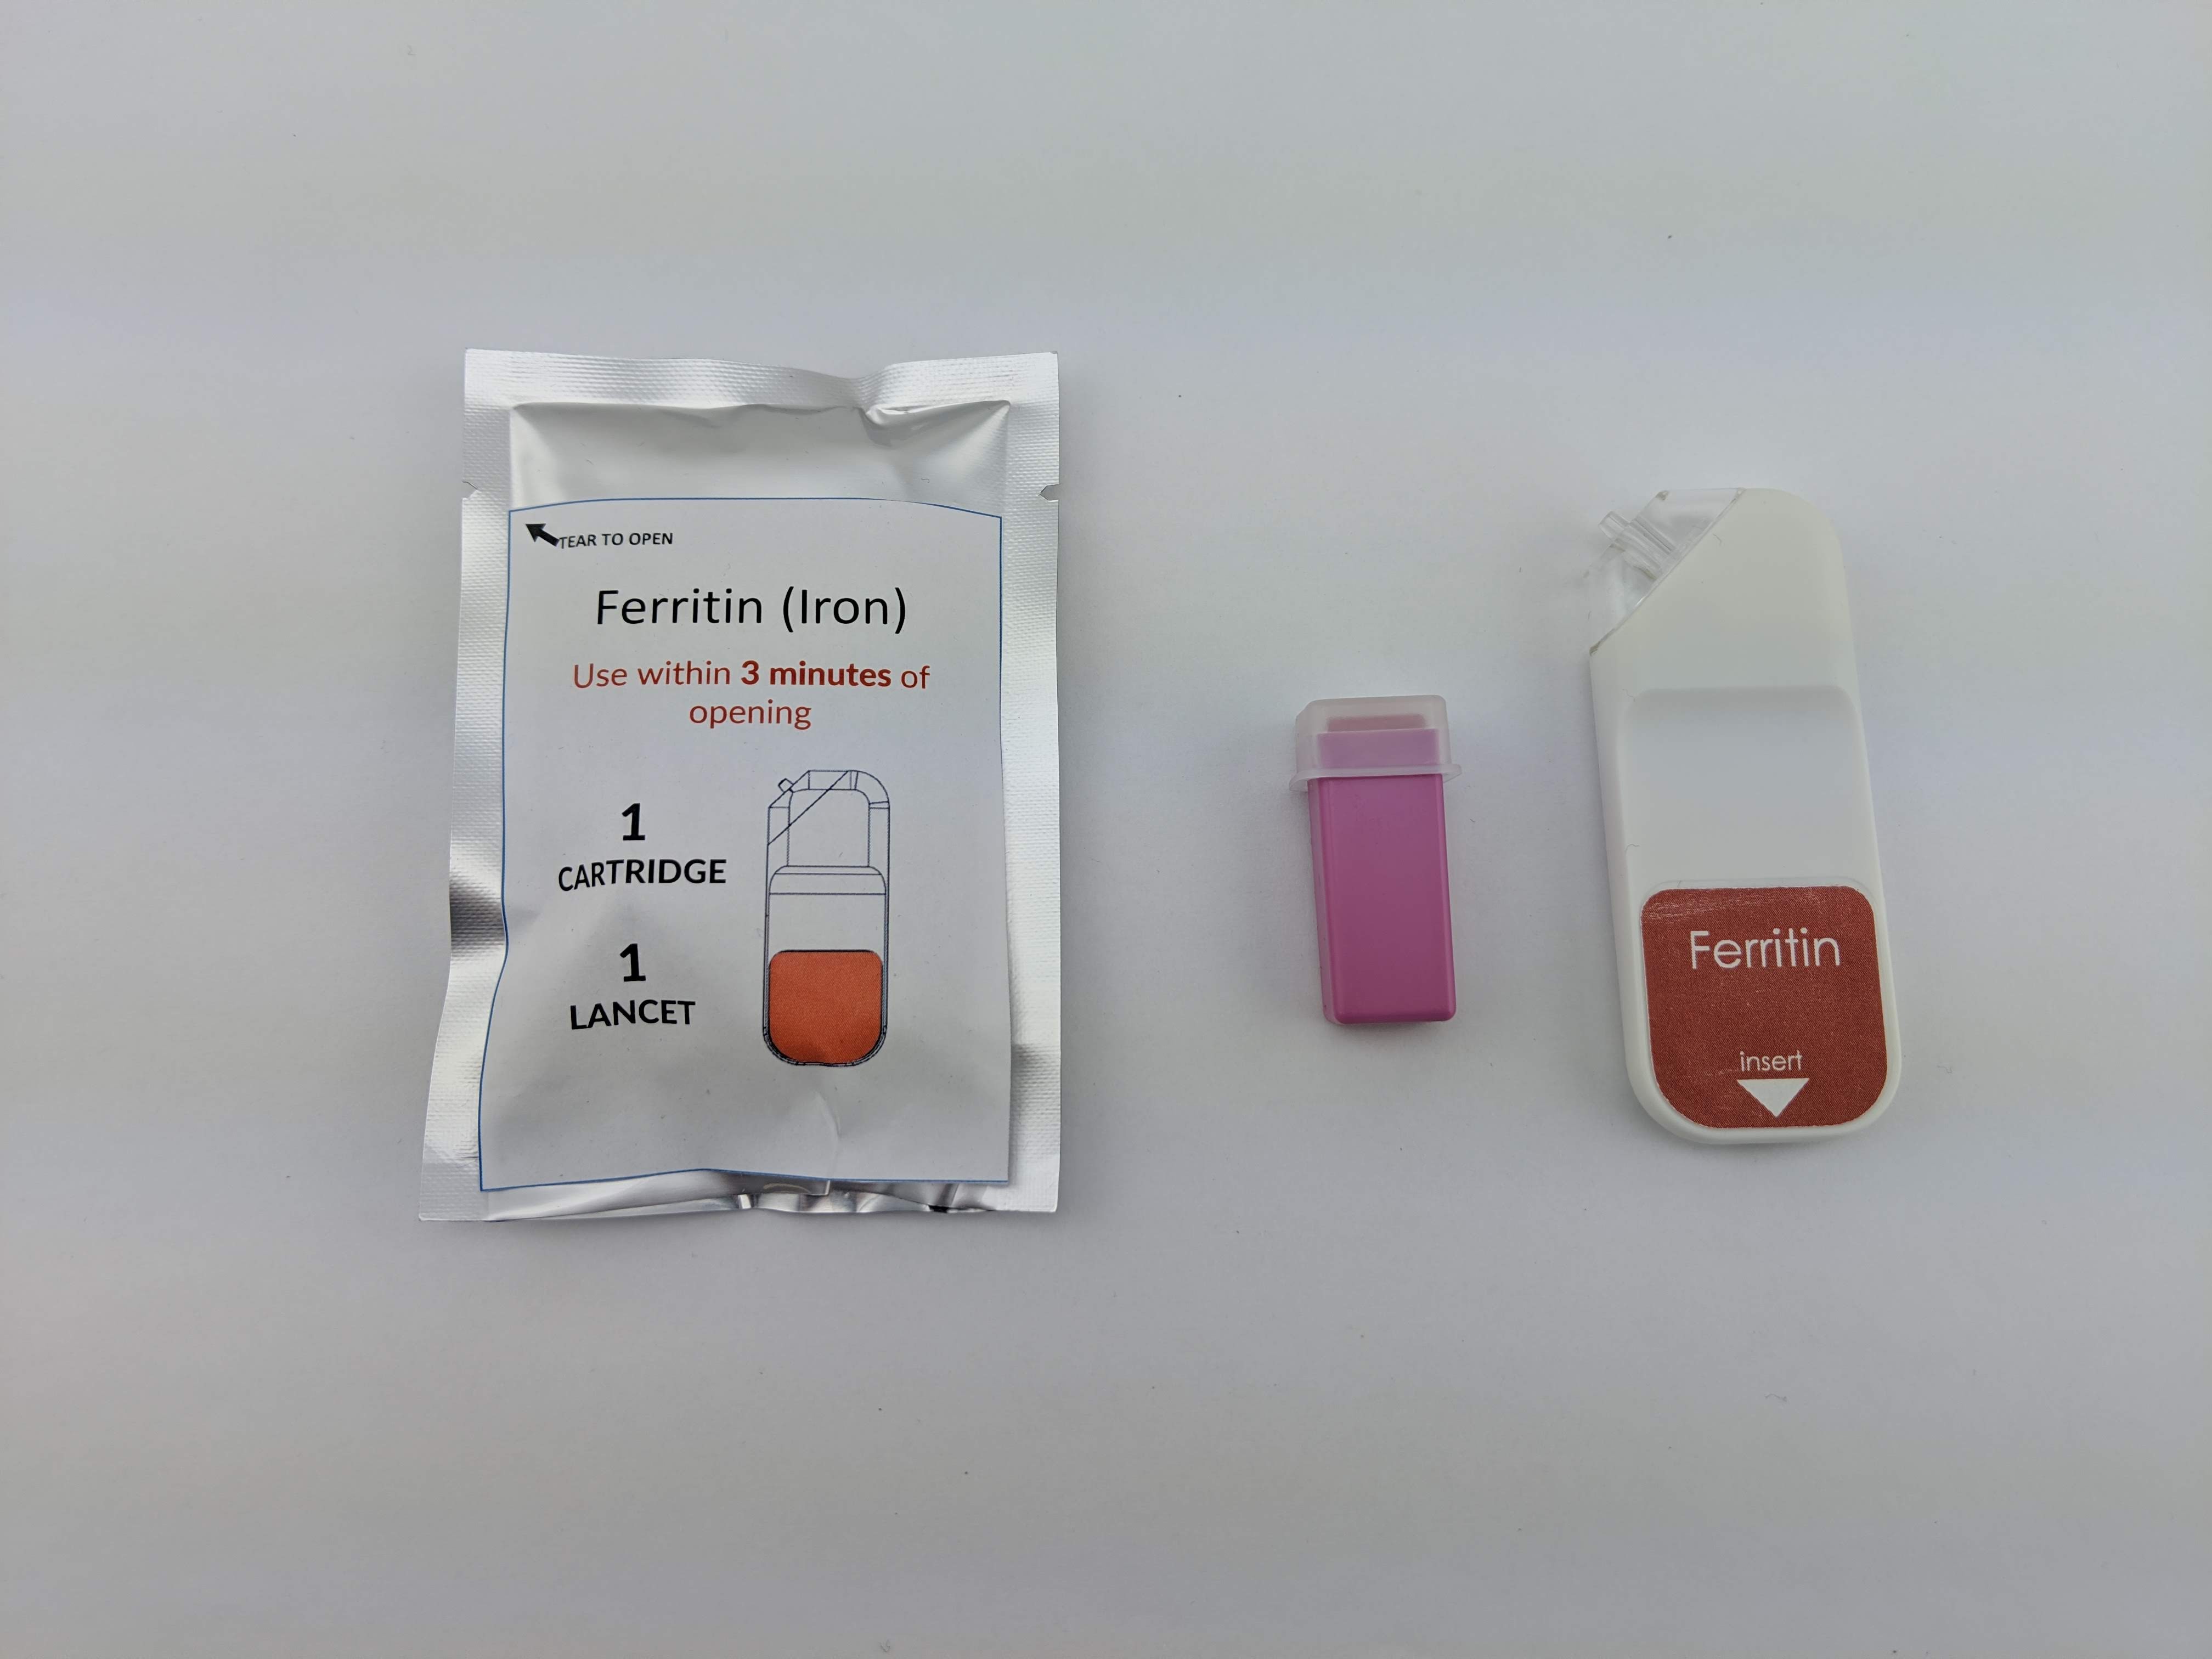 TEAR TO OPEN
Ferritin (Iron)
Use within 3 minutes of
opening
1
CARTRIDGE
1
LANCET
Ferritin
insert